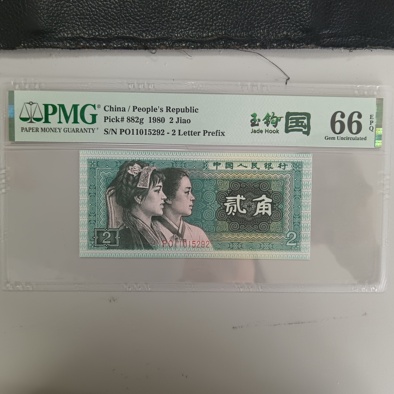 PMG
PAPER MONEY GUARANTY
China / People's Republic
Pick# 882g 1980 2 Jiao
S/N PO11015292 - 2 Letter Prefix
玉钩国
Jade Hook
66 EPQ
Gem Uncirculated
中国人民银行
贰角
PO11015292
2
2